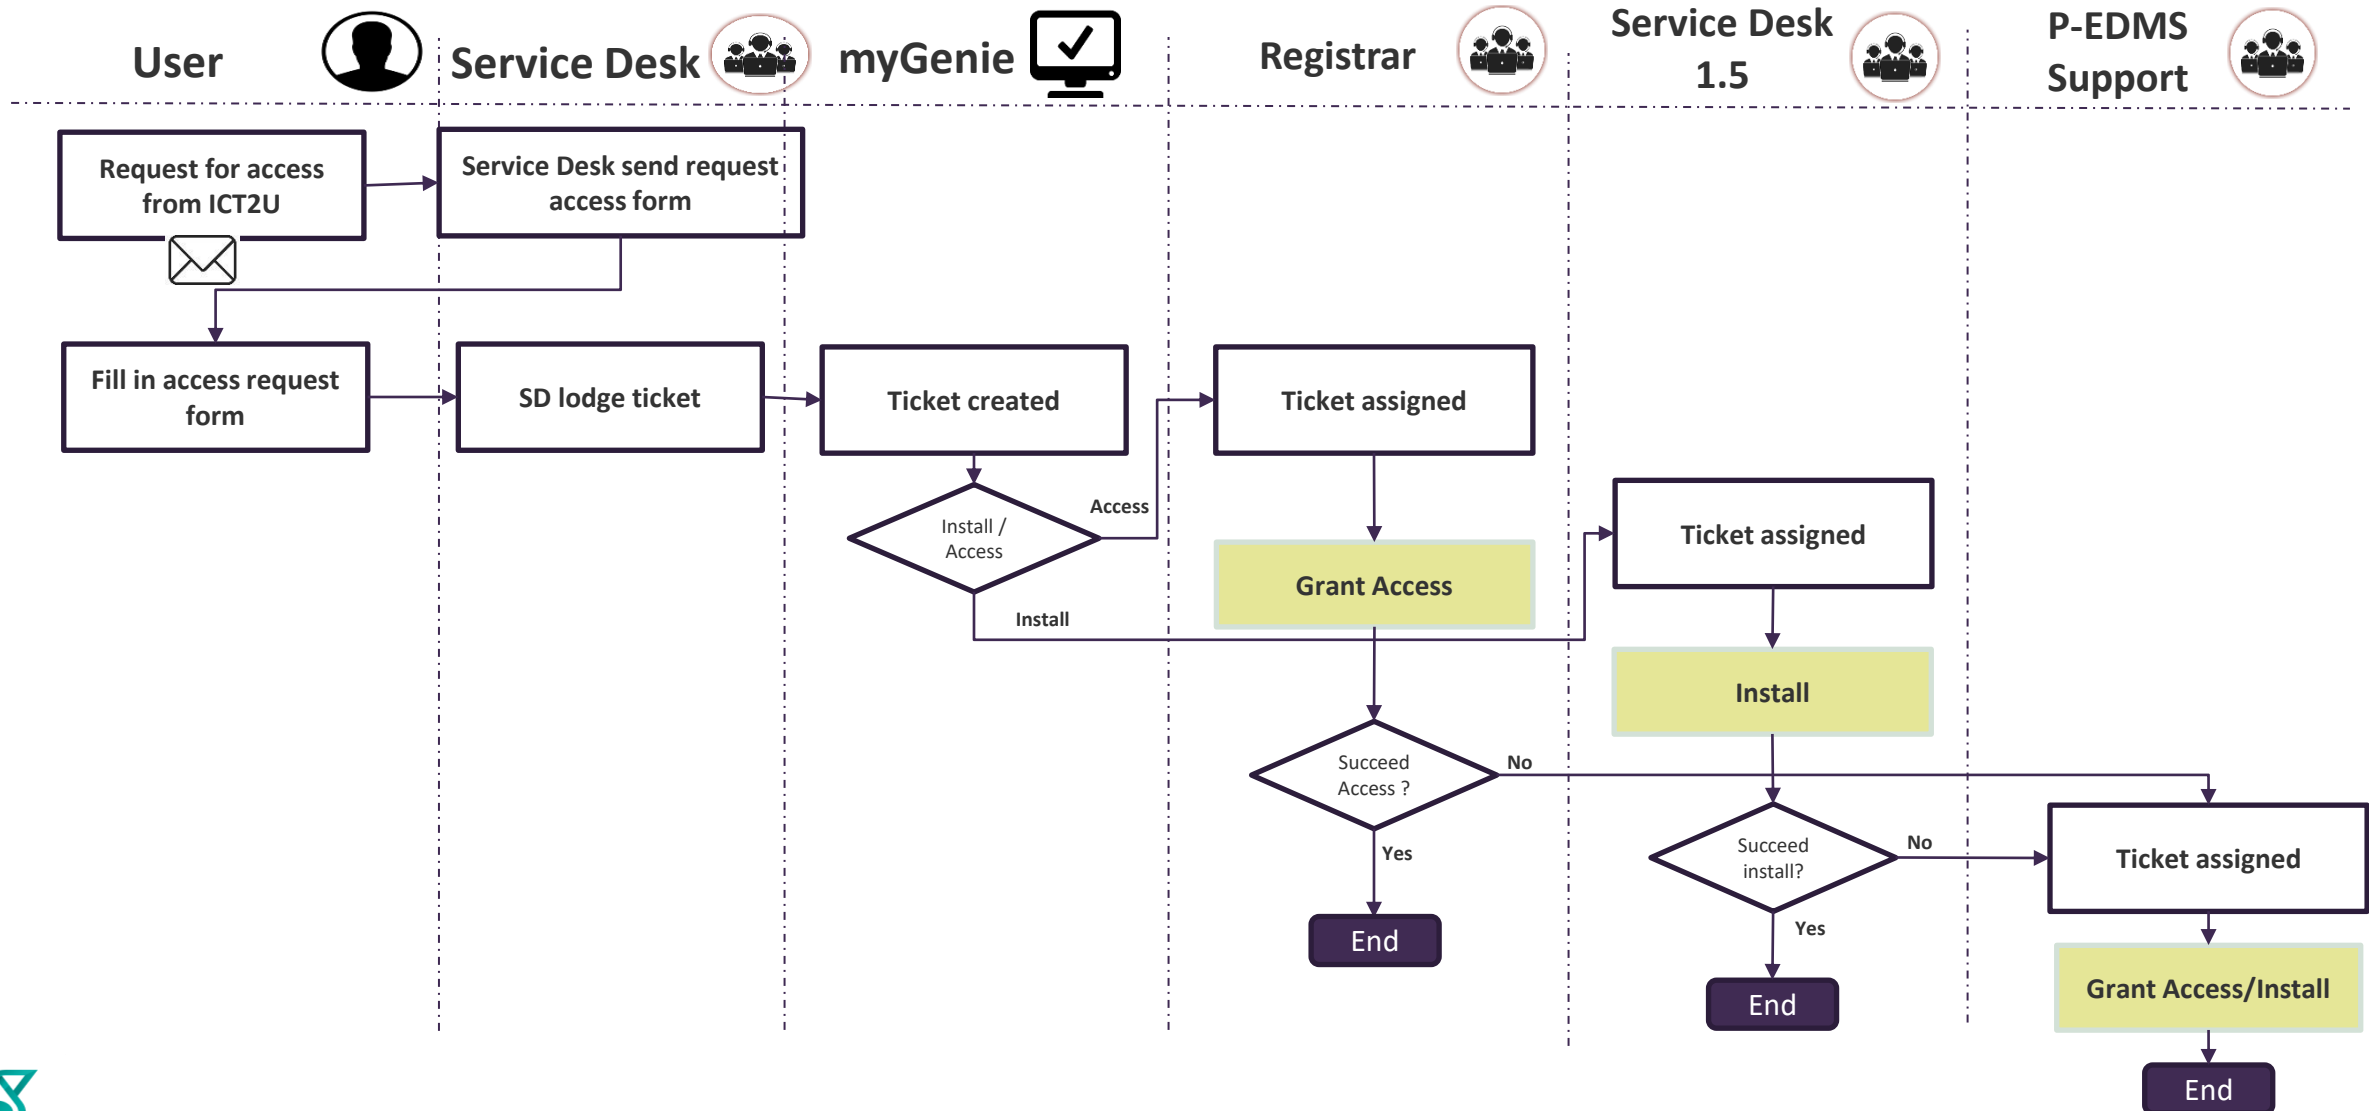 User
Service Desk
myGenie
Registrar
Service Desk
1.5
P-EDMS
Support
Request for access
from ICT2U
Service Desk send request
access form
Fill in access request
form
SD lodge ticket
Ticket created
Ticket assigned
Install /
Access
Access
Install
Grant Access
Ticket assigned
Install
Succeed
Access ?
No
Yes
End
Succeed
install?
No
Yes
End
Ticket assigned
Grant Access/Install
End